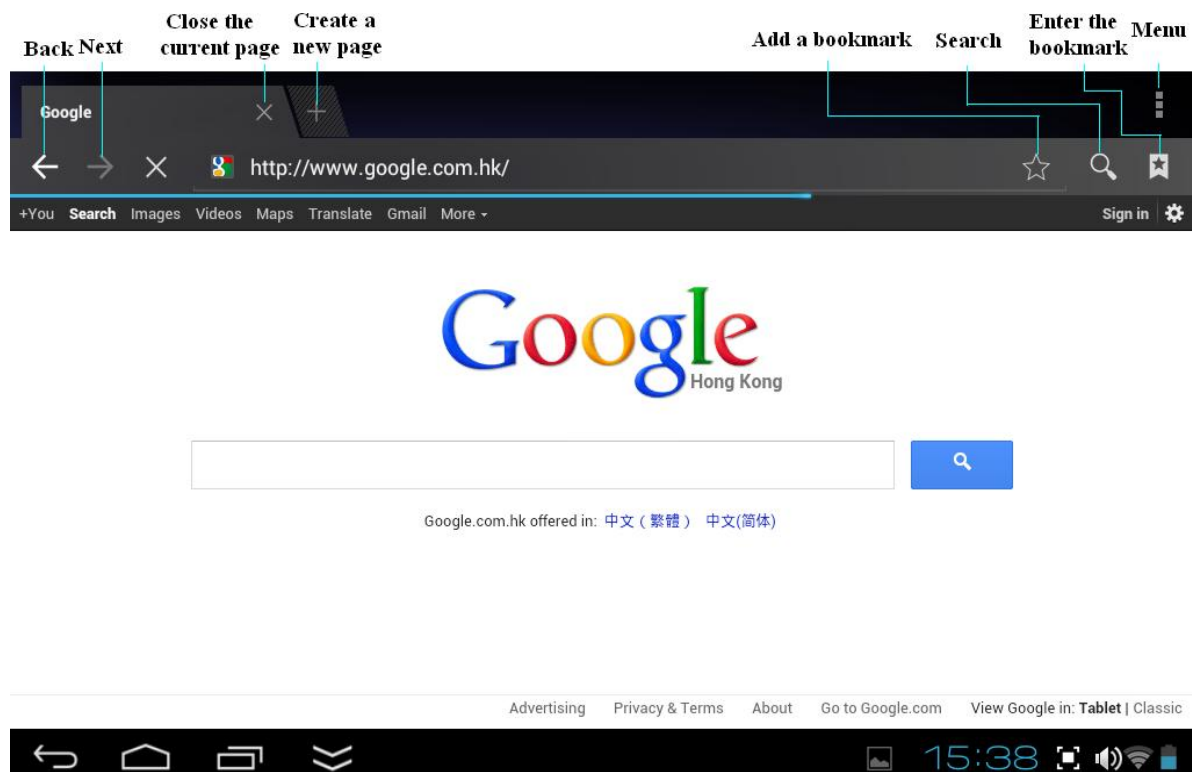 Close the Create a Enter the
Back Next current page new page Add a bookmark Search bookmark Menu
Google
http://www.google.com.hk/
+You Search Images Videos Maps Translate Gmail More Sign in
Google
Hong Kong
Google.com.hk offered in: 中文（繁體） 中文(简体)
Advertising Privacy & Terms About Go to Google.com View Google in: Tablet | Classic
15:38